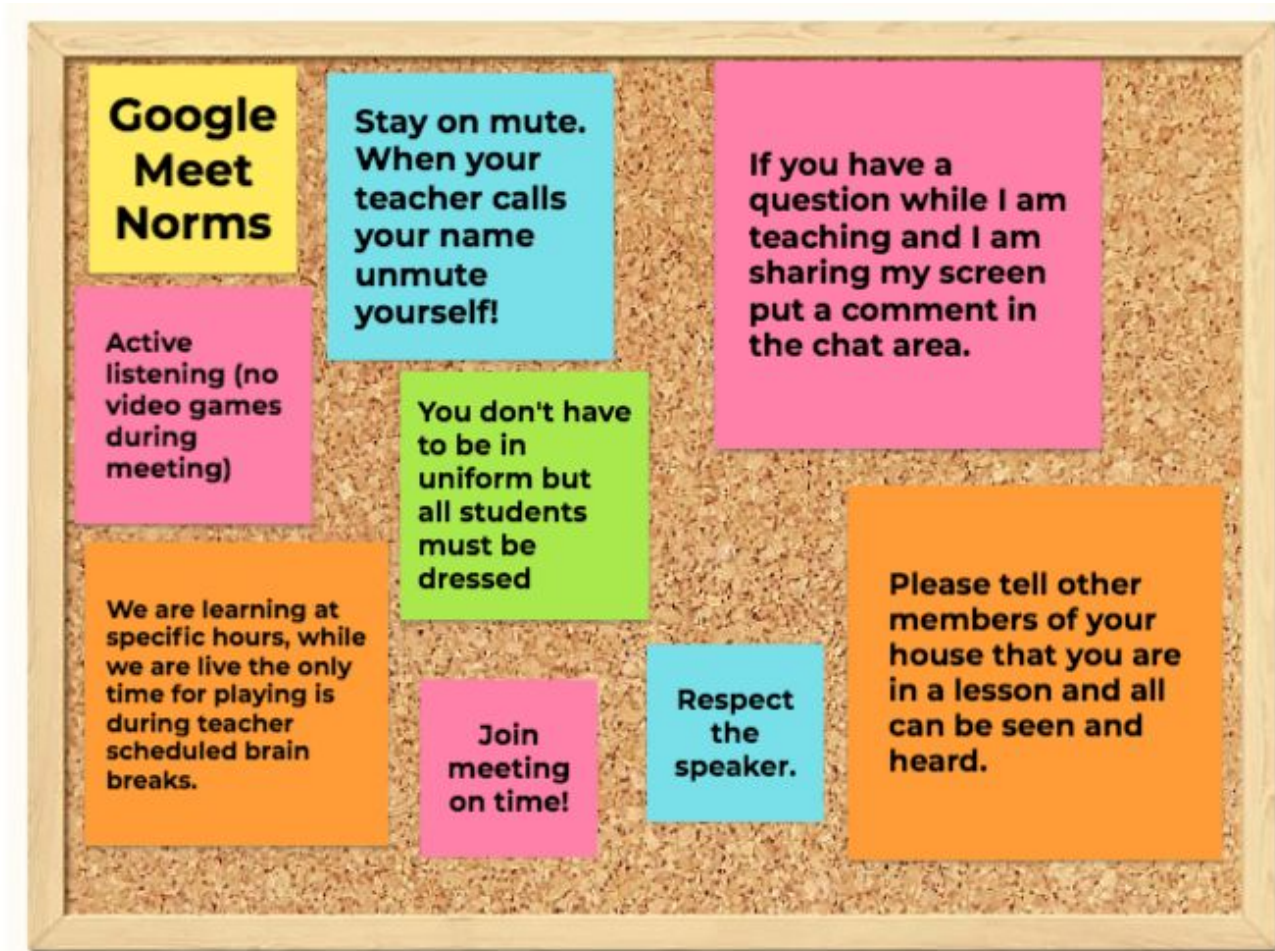 Google
Meet
Norms
Stay on mute.
When your
teacher calls
your name
unmute
yourself!
If you have a
question while I am
teaching and I am
sharing my screen
put a comment in
the chat area.
Active
listening (no
video games
during
meeting)
You don't have
to be in
uniform but
all students
must be
dressed
We are learning at
specific hours, while
we are live the only
time for playing is
during teacher
scheduled brain
breaks.
Join
meeting
on time!
Respect
the
speaker.
Please tell other
members of your
house that you are
in a lesson and all
can be seen and
heard.